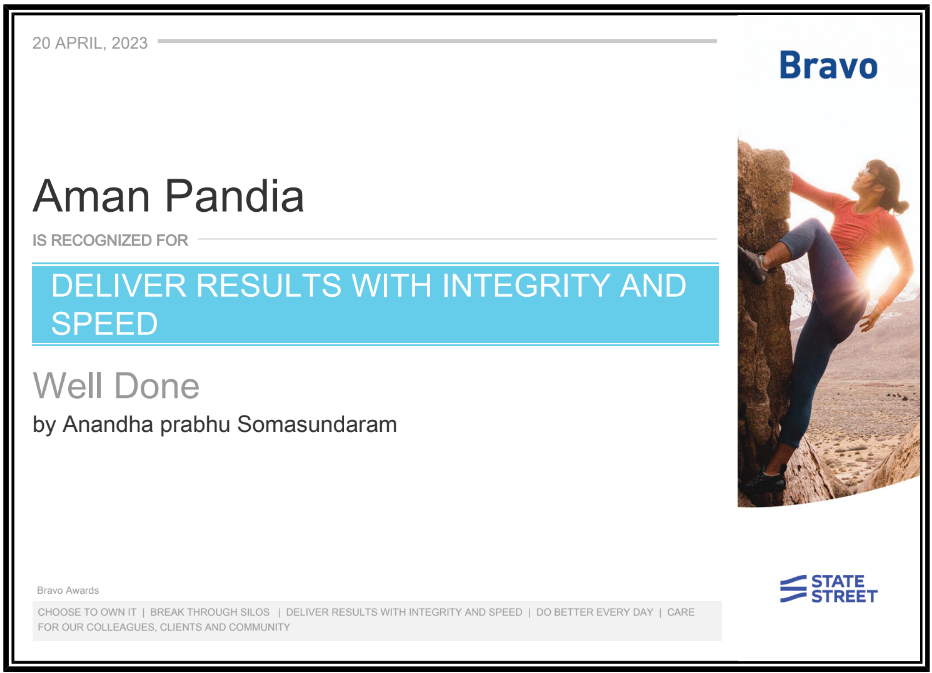 20 APRIL, 2023
Bravo
Aman Pandia
IS RECOGNIZED FOR
DELIVER RESULTS WITH INTEGRITY AND
SPEED
Well Done
by Anandha prabhu Somasundaram
Bravo Awards
CHOOSE TO OWN IT | BREAK THROUGH SILOS | DELIVER RESULTS WITH INTEGRITY AND SPEED | DO BETTER EVERY DAY | CARE
FOR OUR COLLEAGUES, CLIENTS AND COMMUNITY
STATE
STREET